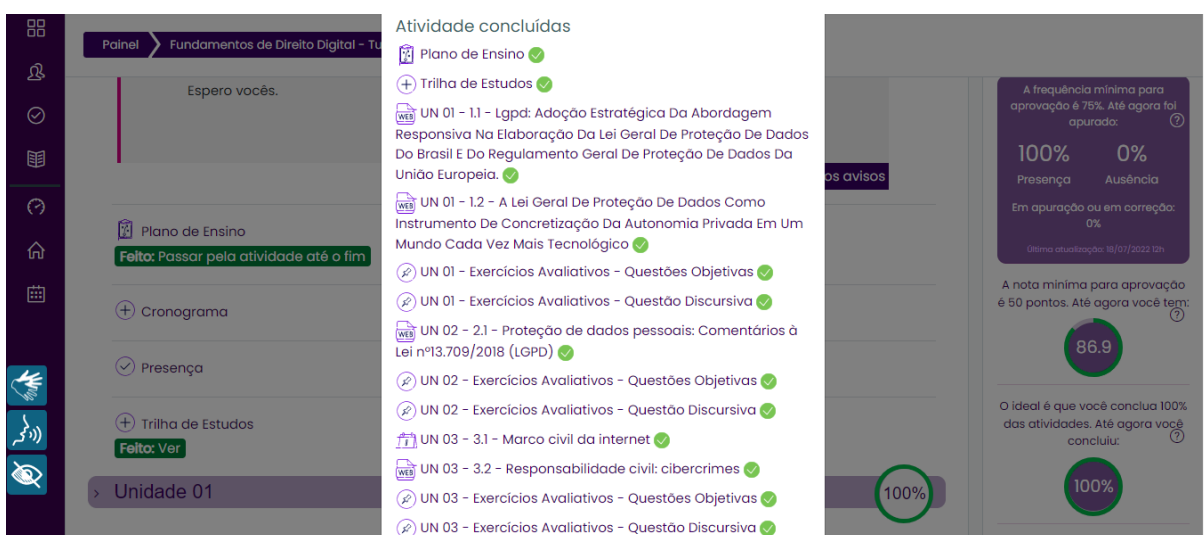 Painel
Fundamentos de Direito Digital - Tu
Espero vocês.
os avisos
Plano de Ensino
Feito: Passar pela atividade até o fim
Cronograma
Presença
Trilha de Estudos
Feito: Ver
Unidade 01
100%
Atividade concluídas
Plano de Ensino
Trilha de Estudos
UN 01 - 1.1 - Lgpd: Adoção Estratégica Da Abordagem
Responsiva Na Elaboração Da Lei Geral De Proteção De Dados
Do Brasil E Do Regulamento Geral De Proteção De Dados Da
União Europeia.
UN 01 - 1.2 - A Lei Geral De Proteção De Dados Como
Instrumento De Concretização Da Autonomia Privada Em Um
Mundo Cada Vez Mais Tecnológico
UN 01 - Exercícios Avaliativos - Questões Objetivas
UN 01 - Exercícios Avaliativos - Questão Discursiva
UN 02 - 2.1 - Proteção de dados pessoais: Comentários à
Lei nº13.709/2018 (LGPD)
UN 02 - Exercícios Avaliativos - Questões Objetivas
UN 02 - Exercícios Avaliativos - Questão Discursiva
UN 03 - 3.1 - Marco civil da internet
UN 03 - 3.2 - Responsabilidade civil: cibercrimes
UN 03 - Exercícios Avaliativos - Questões Objetivas
UN 03 - Exercícios Avaliativos - Questão Discursiva
A frequência mínima para
aprovação é 75%. Até agora foi
apurado:
100% 0%
Presença Ausência
Em apuração ou em correção:
0%
Última atualização: 18/07/2022 12h
A nota mínima para aprovação
é 50 pontos. Até agora você tem:
86.9
O ideal é que você conclua 100%
das atividades. Até agora você
concluiu:
100%